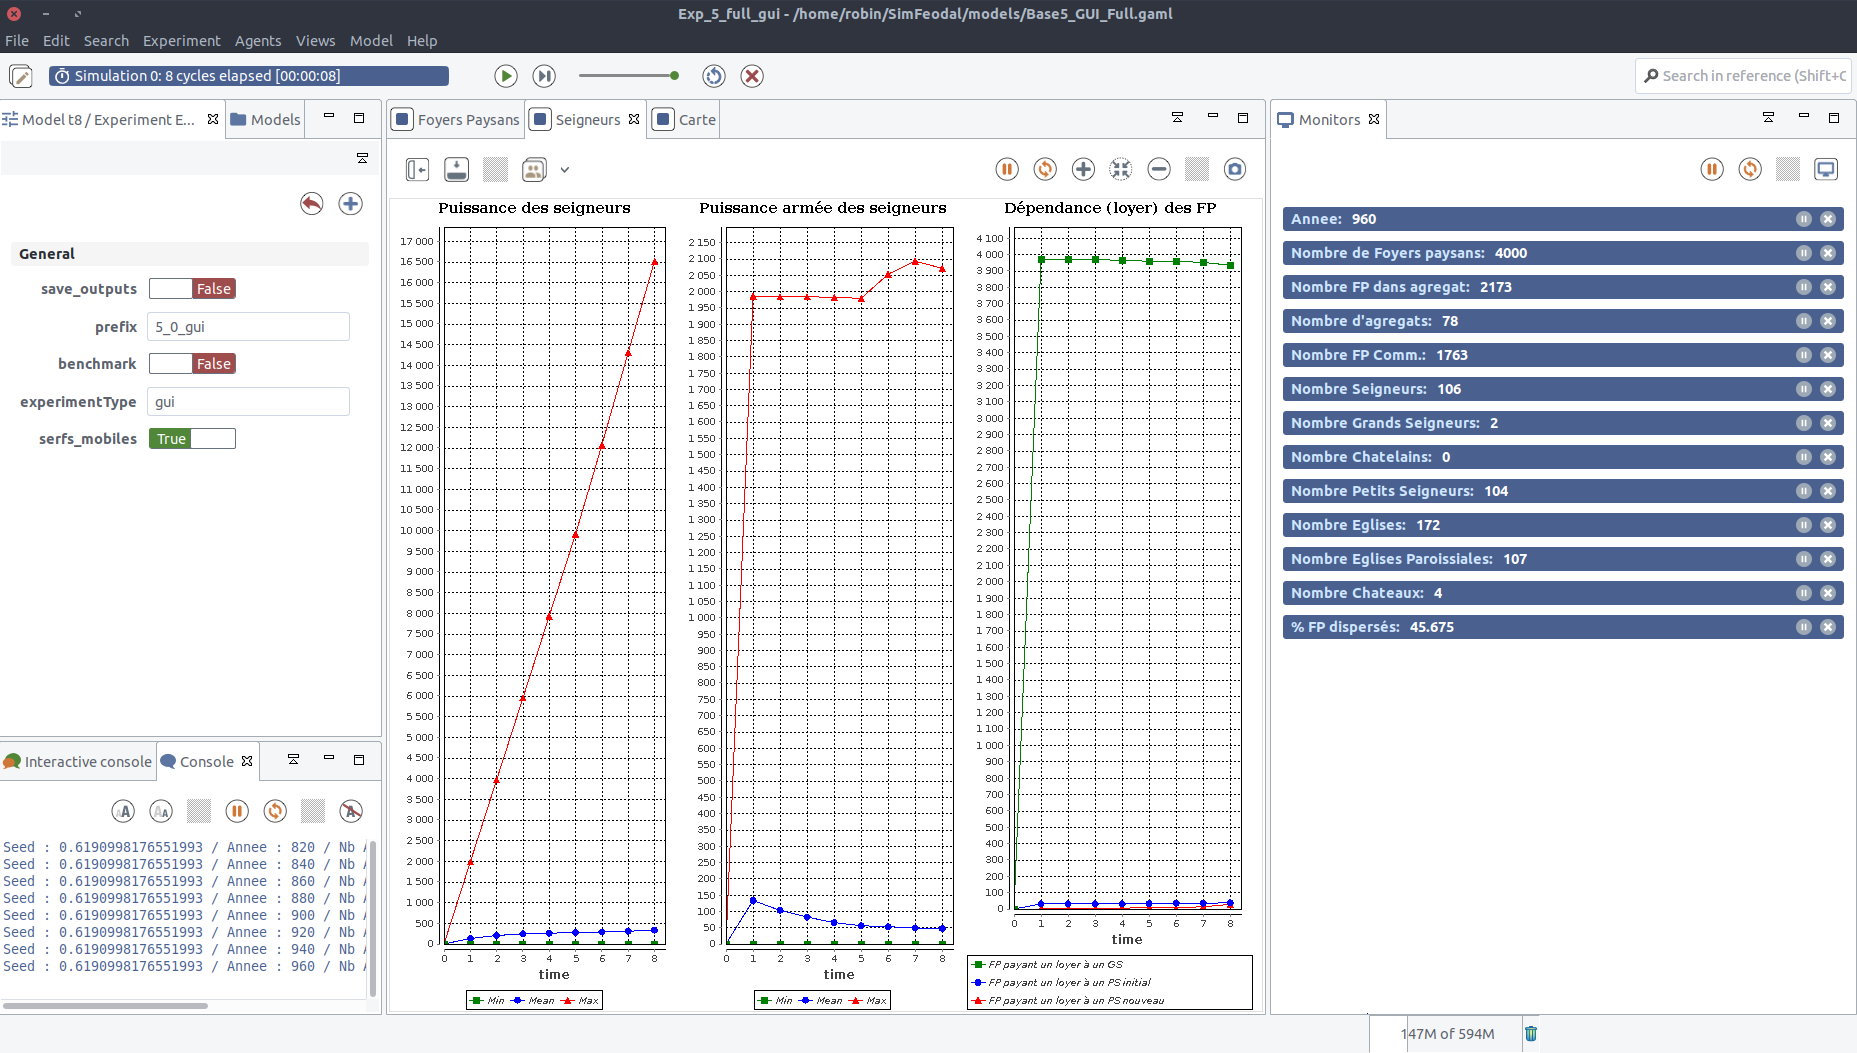 Exp_5_full_gui - /home/robin/SimFeodal/models/Base5_GUI_Full.gaml
File Edit Search Experiment Agents Views Model Help
Simulation 0: 8 cycles elapsed [00:00:08]
Search in reference (Shift+C
Model t8 / Experiment E...
Models
General
save_outputs False
prefix 5_0_gui
benchmark False
experimentType gui
serfs_mobiles True
Interactive console
Console
Seed : 0.6190998176551993 / Annee : 820 / Nb A
Seed : 0.6190998176551993 / Annee : 840 / Nb A
Seed : 0.6190998176551993 / Annee : 860 / Nb A
Seed : 0.6190998176551993 / Annee : 880 / Nb A
Seed : 0.6190998176551993 / Annee : 900 / Nb A
Seed : 0.6190998176551993 / Annee : 920 / Nb A
Seed : 0.6190998176551993 / Annee : 940 / Nb A
Seed : 0.6190998176551993 / Annee : 960 / Nb A
Foyers Paysans
Seigneurs
Carte
Puissance des seigneurs
17 000
16 500
16 000
15 500
15 000
14 500
14 000
13 500
13 000
12 500
12 000
11 500
11 000
10 500
10 000
9 500
9 000
8 500
8 000
7 500
7 000
6 500
6 000
5 500
5 000
4 500
4 000
3 500
3 000
2 500
2 000
1 500
1 000
500
0
0 1 2 3 4 5 6 7 8
time
Min Mean Max
Puissance armée des seigneurs
2 150
2 100
2 050
2 000
1 950
1 900
1 850
1 800
1 750
1 700
1 650
1 600
1 550
1 500
1 450
1 400
1 350
1 300
1 250
1 200
1 150
1 100
1 050
1 000
950
900
850
800
750
700
650
600
550
500
450
400
350
300
250
200
150
100
50
0
0 1 2 3 4 5 6 7 8
time
Min Mean Max
Dépendance (loyer) des FP
4 100
4 000
3 900
3 800
3 700
3 600
3 500
3 400
3 300
3 200
3 100
3 000
2 900
2 800
2 700
2 600
2 500
2 400
2 300
2 200
2 100
2 000
1 900
1 800
1 700
1 600
1 500
1 400
1 300
1 200
1 100
1 000
900
800
700
600
500
400
300
200
100
0
0 1 2 3 4 5 6 7 8
time
FP payant un loyer à un GS
FP payant un loyer à un PS initial
FP payant un loyer à un PS nouveau
Monitors
Annee: 960
Nombre de Foyers paysans: 4000
Nombre FP dans agregat: 2173
Nombre d'agregats: 78
Nombre FP Comm.: 1763
Nombre Seigneurs: 106
Nombre Grands Seigneurs: 2
Nombre Chatelains: 0
Nombre Petits Seigneurs: 104
Nombre Eglises: 172
Nombre Eglises Paroissiales: 107
Nombre Chateaux: 4
% FP dispersés: 45.675
147M of 594M